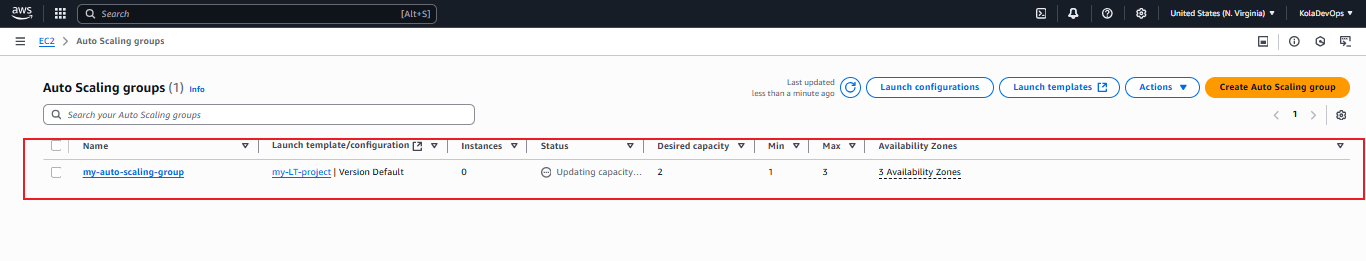 aws Search [Alt+S] United States (N. Virginia) KolaDevOps
EC2 Auto Scaling groups
Auto Scaling groups (1) Info Last updated less than a minute ago Launch configurations Launch templates Actions Create Auto Scaling group
Search your Auto Scaling groups 1
Name Launch template/configuration Instances Status Desired capacity Min Max Availability Zones
my-auto-scaling-group my-LT-project | Version Default 0 Updating capacity... 2 1 3 3 Availability Zones